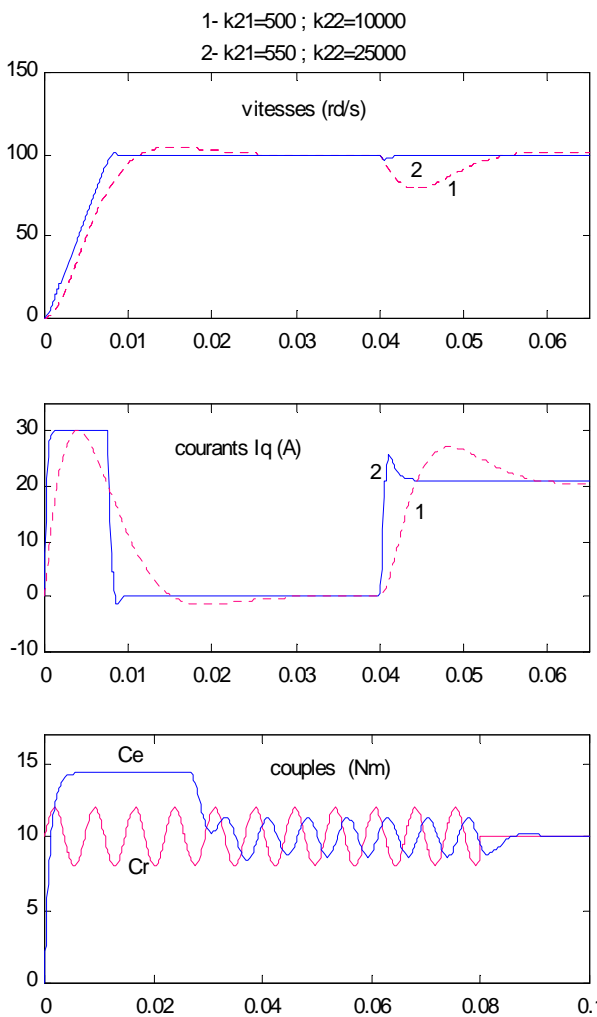 1- k21=500 ; k22=10000
2- k21=550 ; k22=25000
150
vitesses (rd/s)
100
2
1
50
0
0 0.01 0.02 0.03 0.04 0.05 0.06
30
courants Iq (A)
2
20
1
10
0
-10
0 0.01 0.02 0.03 0.04 0.05 0.06
Ce
15
couples (Nm)
10
Cr
5
0
0 0.02 0.04 0.06 0.08 0.1